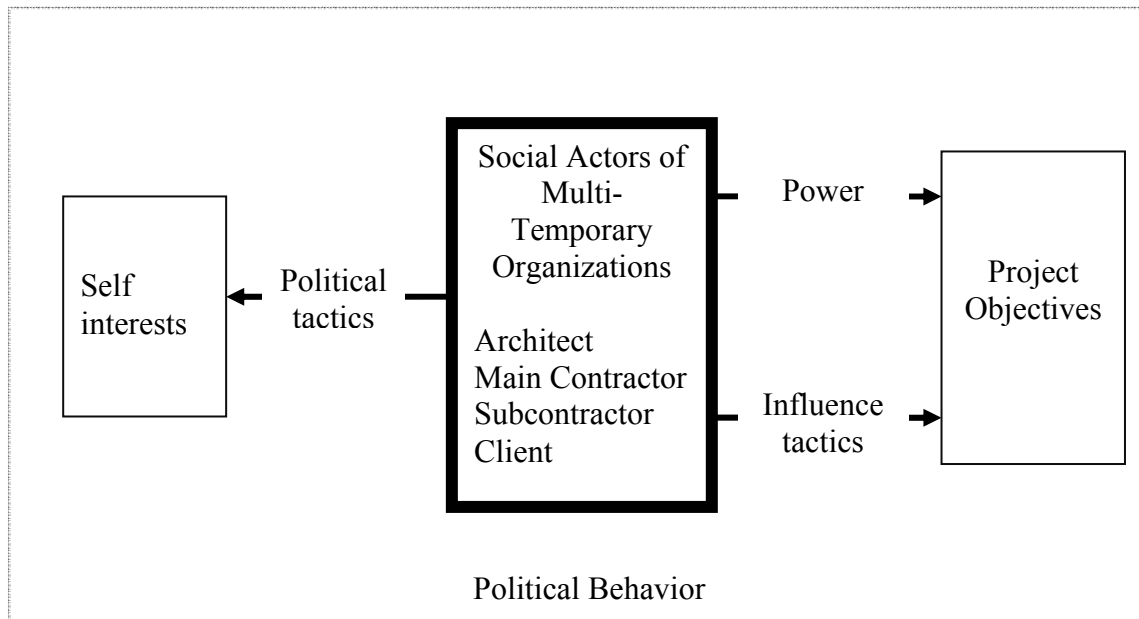 Self
interests
Political
tactics
Social Actors of
Multi-
Temporary
Organizations
Architect
Main Contractor
Subcontractor
Client
Power
Influence
tactics
Project
Objectives
Political Behavior